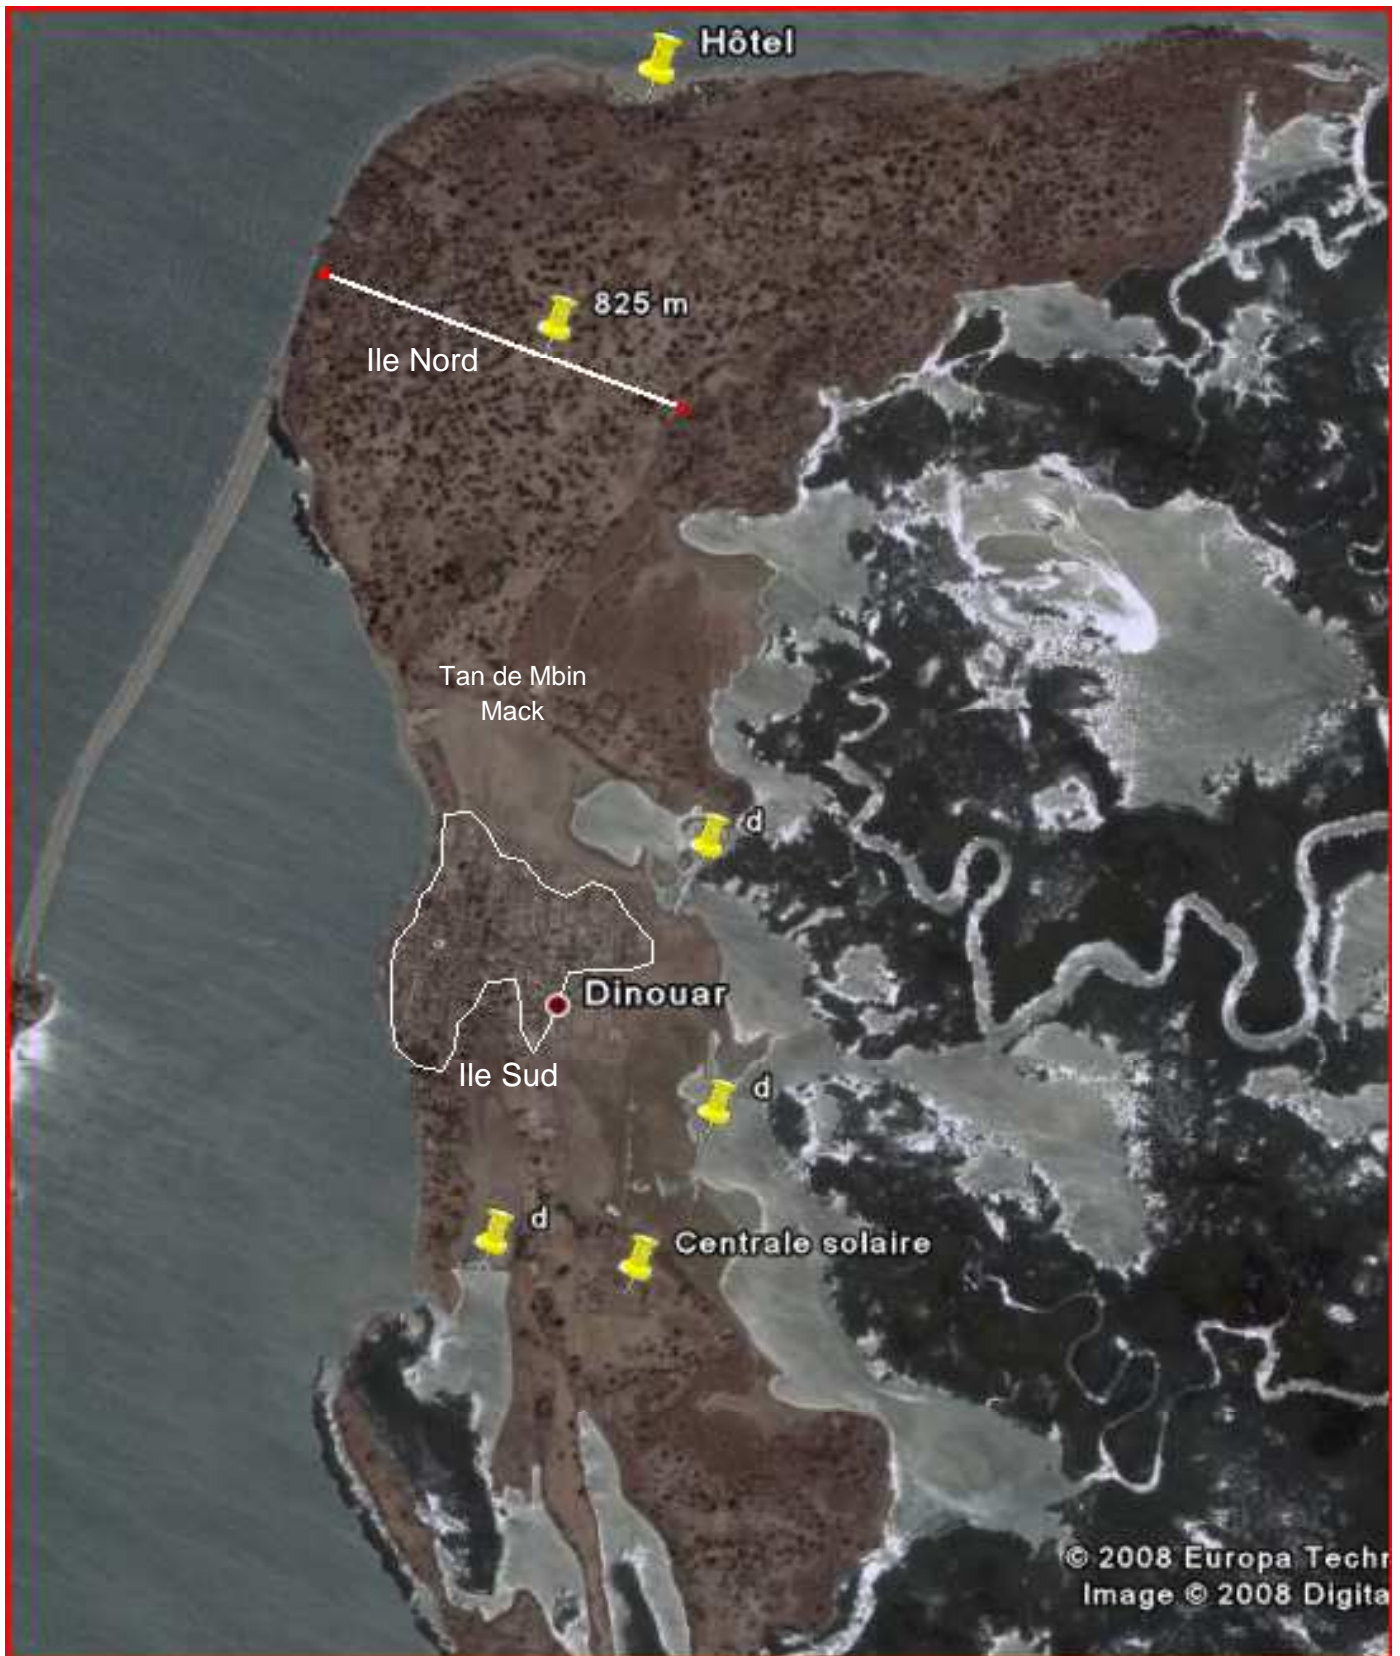 Hôtel
825 m
Ile Nord
Tan de Mbin
Mack
d
Dinouar
Ile Sud
d
d
Centrale solaire
© 2008 Europa Techn
Image © 2008 Digita